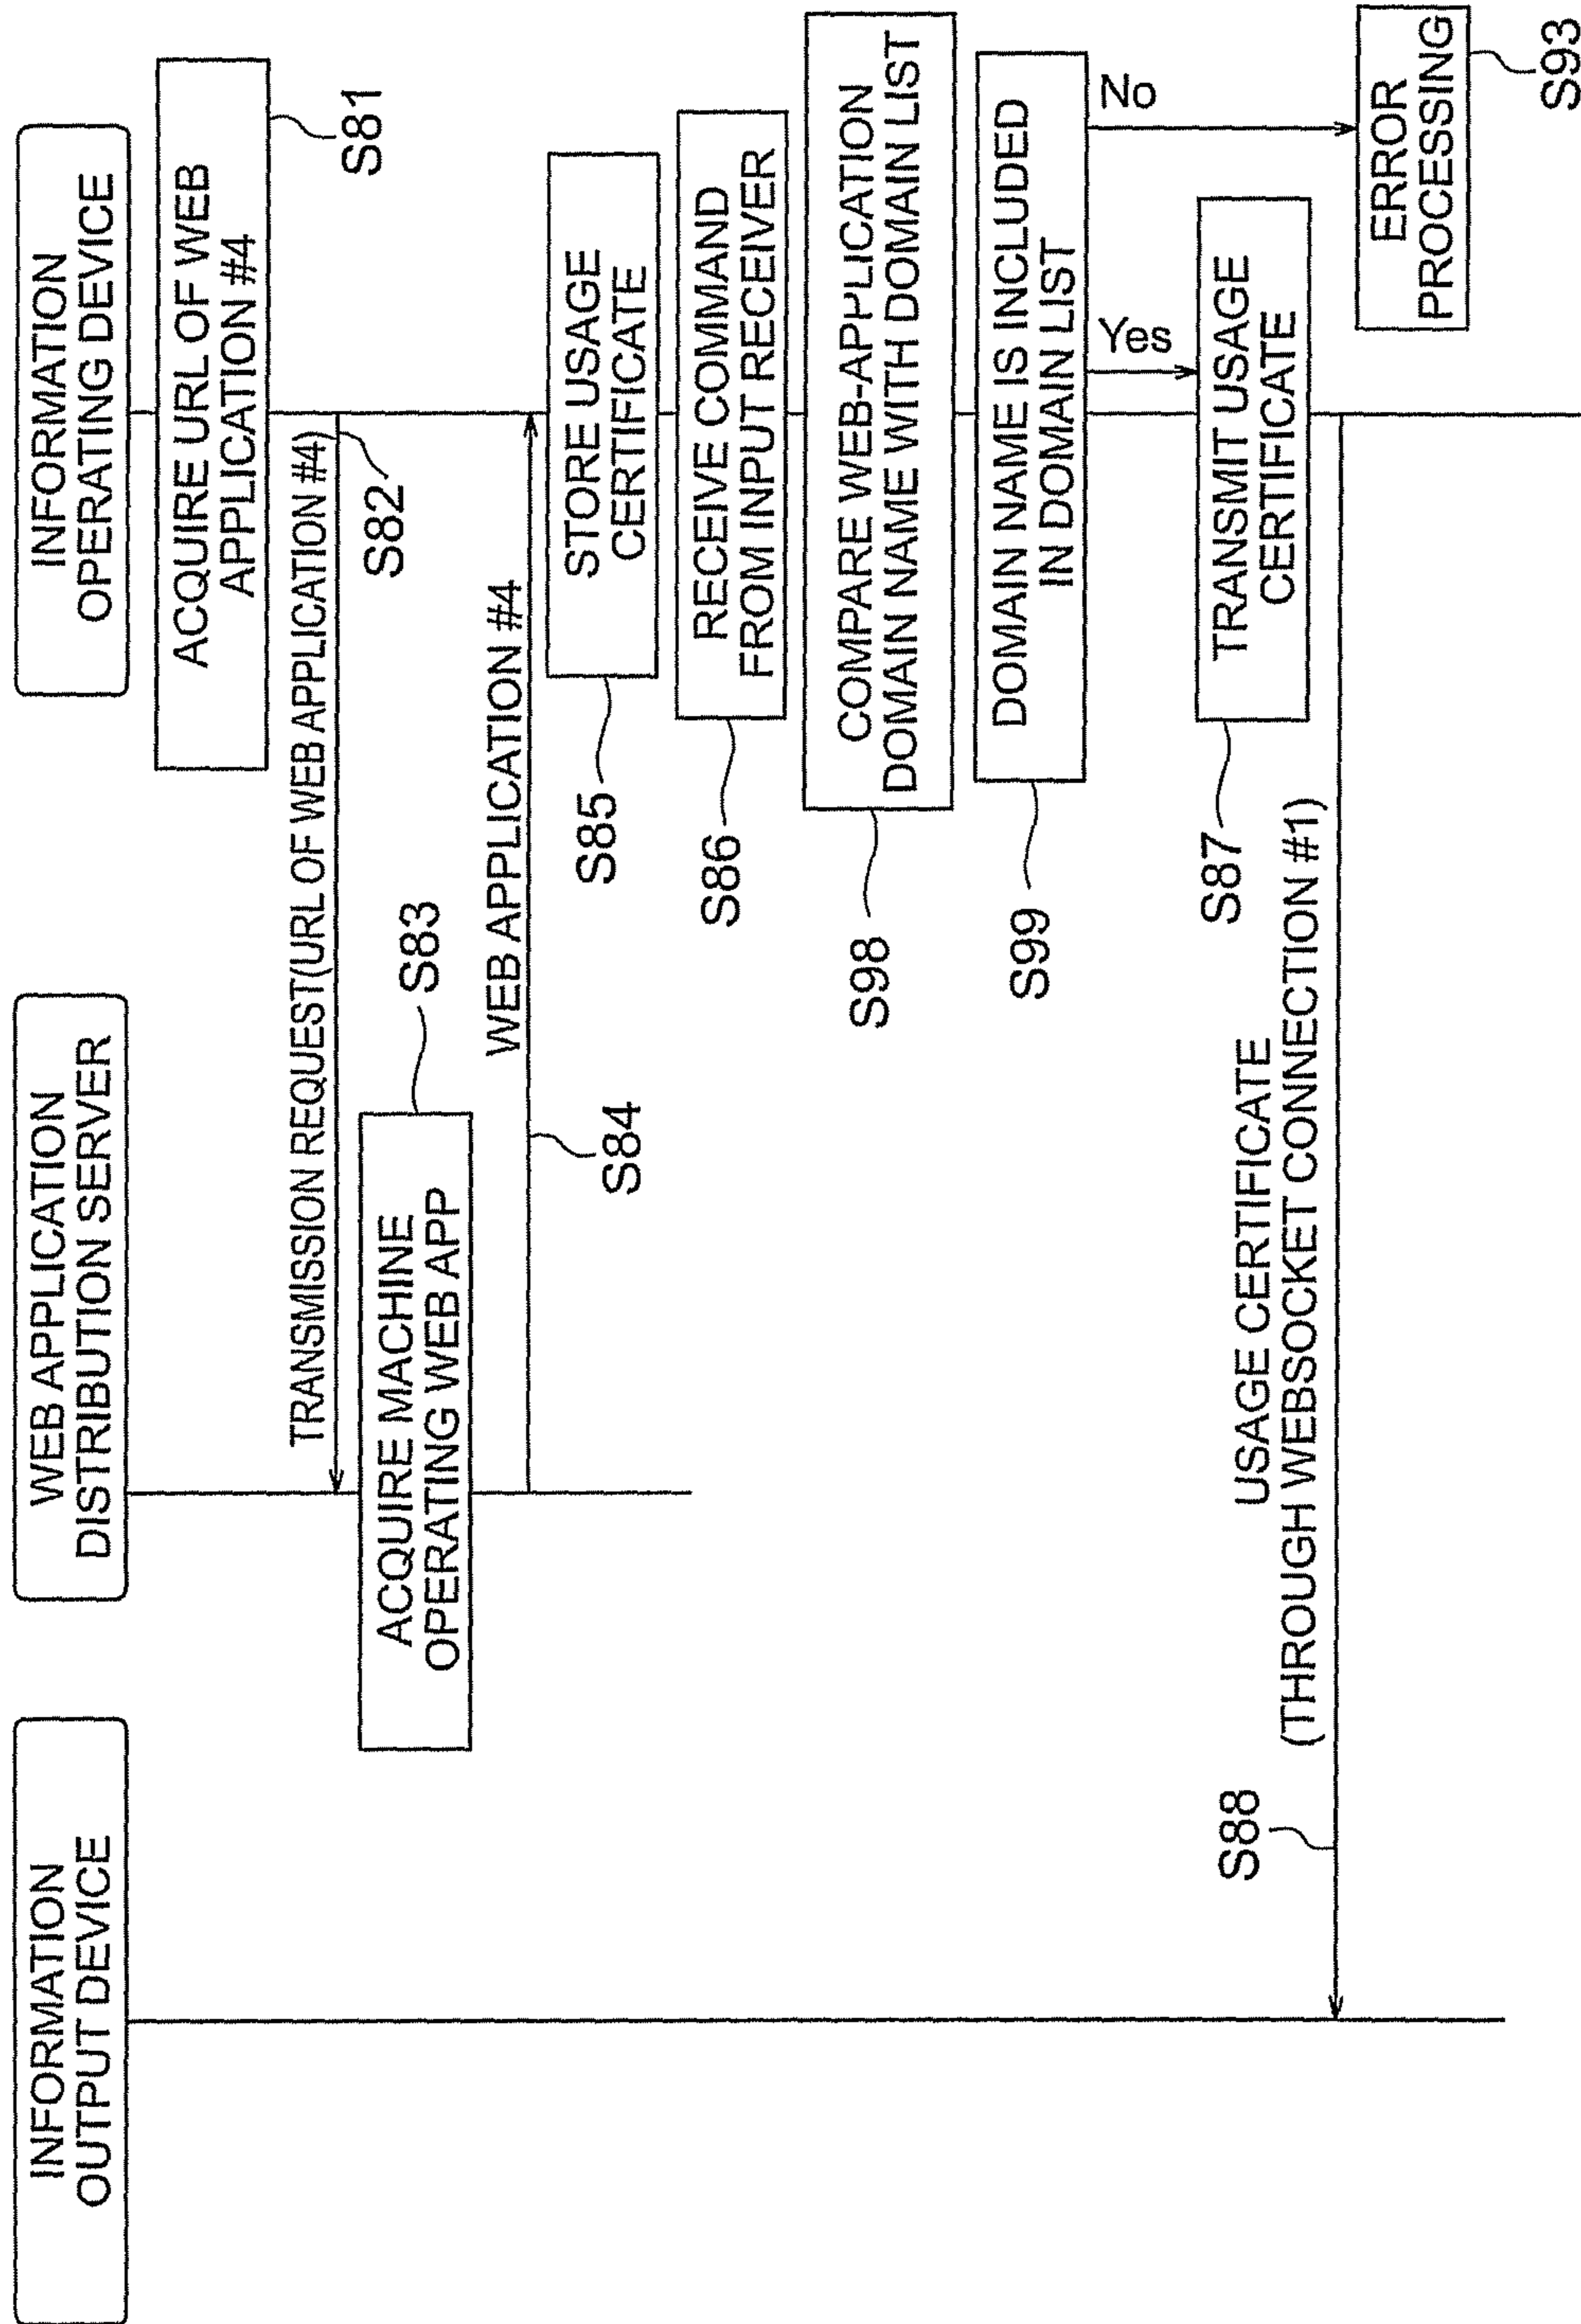 INFORMATION
OUTPUT DEVICE
WEB APPLICATION
DISTRIBUTION SERVER
INFORMATION
OPERATING DEVICE
ACQUIRE URL OF WEB
APPLICATION #4
S81
TRANSMISSION REQUEST(URL OF WEB APPLICATION #4)
S82
ACQUIRE MACHINE
OPERATING WEB APP
S83
WEB APPLICATION #4
S84
STORE USAGE
CERTIFICATE
S85
RECEIVE COMMAND
FROM INPUT RECEIVER
S86
COMPARE WEB-APPLICATION
DOMAIN NAME WITH DOMAIN LIST
S98
DOMAIN NAME IS INCLUDED
IN DOMAIN LIST
S99
Yes
No
TRANSMIT USAGE
CERTIFICATE
S87
USAGE CERTIFICATE
(THROUGH WEBSOCKET CONNECTION #1)
S88
ERROR
PROCESSING
S93